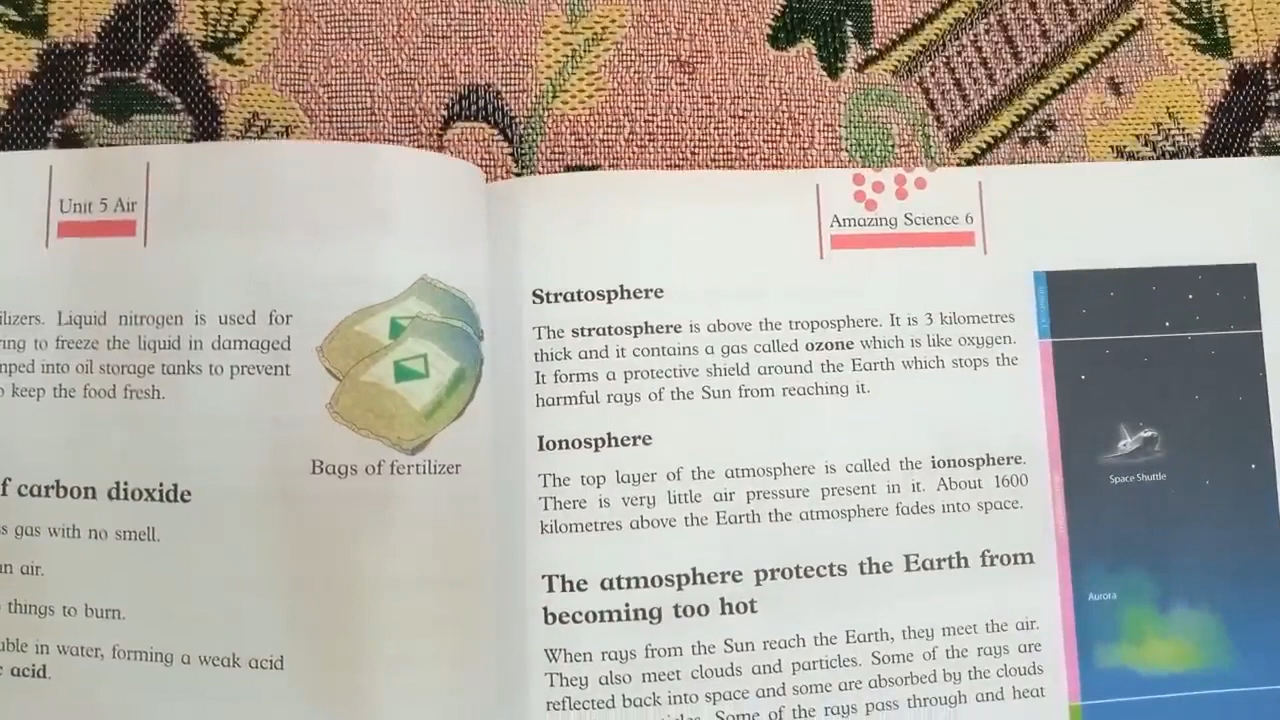 Unit 5 Air
ilizers. Liquid nitrogen is used for
ring to freeze the liquid in damaged
nped into oil storage tanks to prevent
o keep the food fresh.
Bags of fertilizer
f carbon dioxide
s gas with no smell.
an air.
things to burn.
uble in water, forming a weak acid
acid.
Amazing Science 6
Stratosphere
The stratosphere is above the troposphere. It is 3 kilometres
thick and it contains a gas called ozone which is like oxygen.
It forms a protective shield around the Earth which stops the
harmful rays of the Sun from reaching it.
Ionosphere
The top layer of the atmosphere is called the ionosphere.
There is very little air pressure present in it. About 1600
kilometres above the Earth the atmosphere fades into space.
The atmosphere protects the Earth from
becoming too hot
When rays from the Sun reach the Earth, they meet the air.
They also meet clouds and particles. Some of the rays are
reflected back into space and some are absorbed by the clouds
Some of the rays pass through and heat
Space Shuttle
Aurora